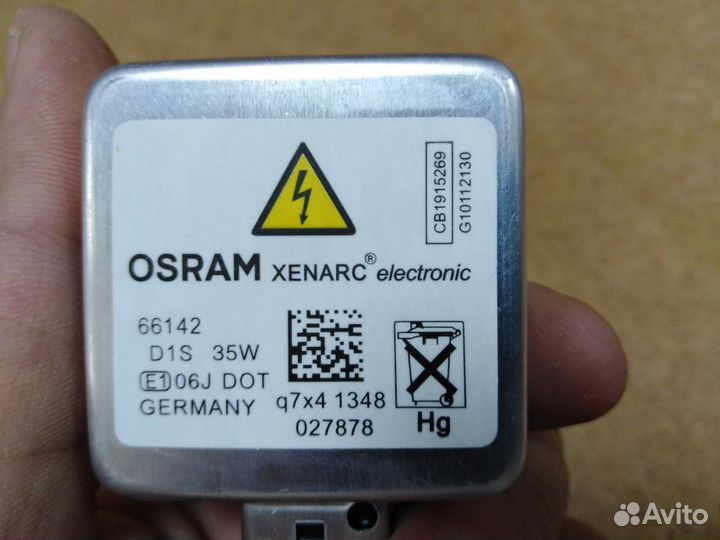 CB1915269
G10112130
OSRAM XENARC® electronic
66142
D1S 35W
E1 06J DOT
GERMANY
q7x4 1348
027878
Hg
Avito